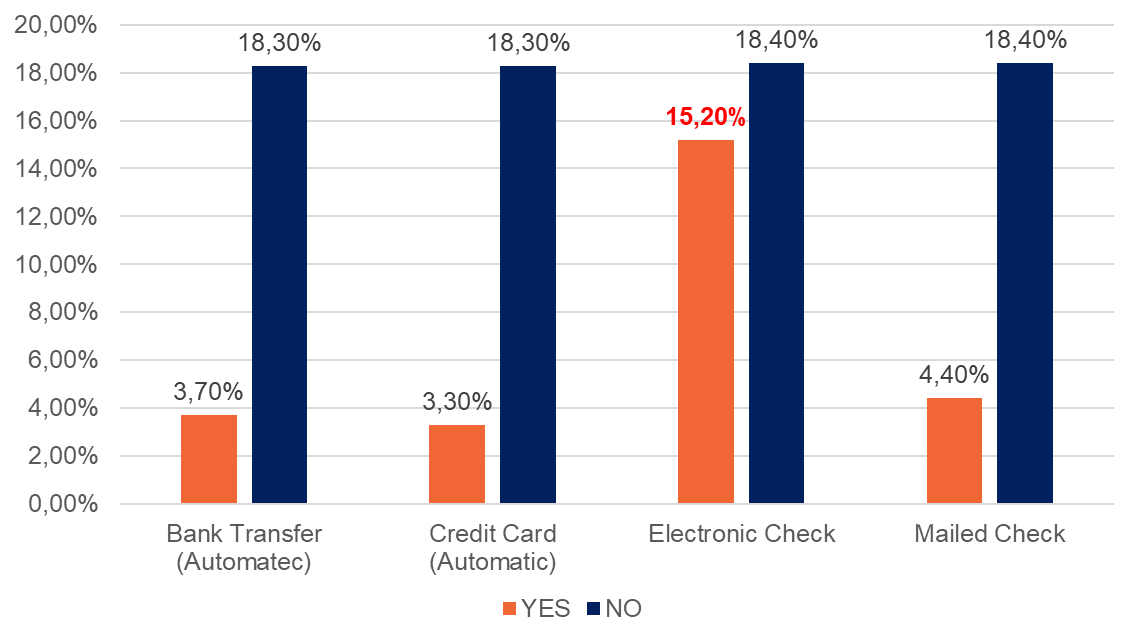 20,00%
18,00%
16,00%
14,00%
12,00%
10,00%
8,00%
6,00%
4,00%
2,00%
0,00%
3,70%
18,30%
3,30%
18,30%
15,20%
18,40%
4,40%
18,40%
Bank Transfer
(Automatec)
Credit Card
(Automatic)
Electronic Check
Mailed Check
YES
NO